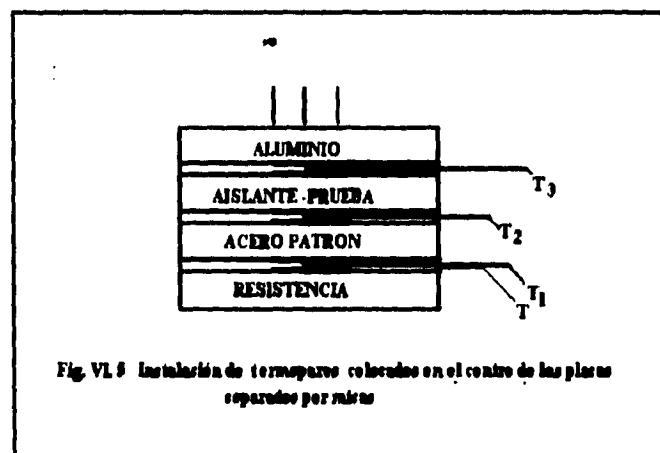 ALUMINIO
T3
AISLANTE-PRUEBA
T2
ACERO PATRON
T1
T
RESISTENCIA
Fig. VI. 5 Instalación de termopares colocados en el centro de las placas
separados por micas